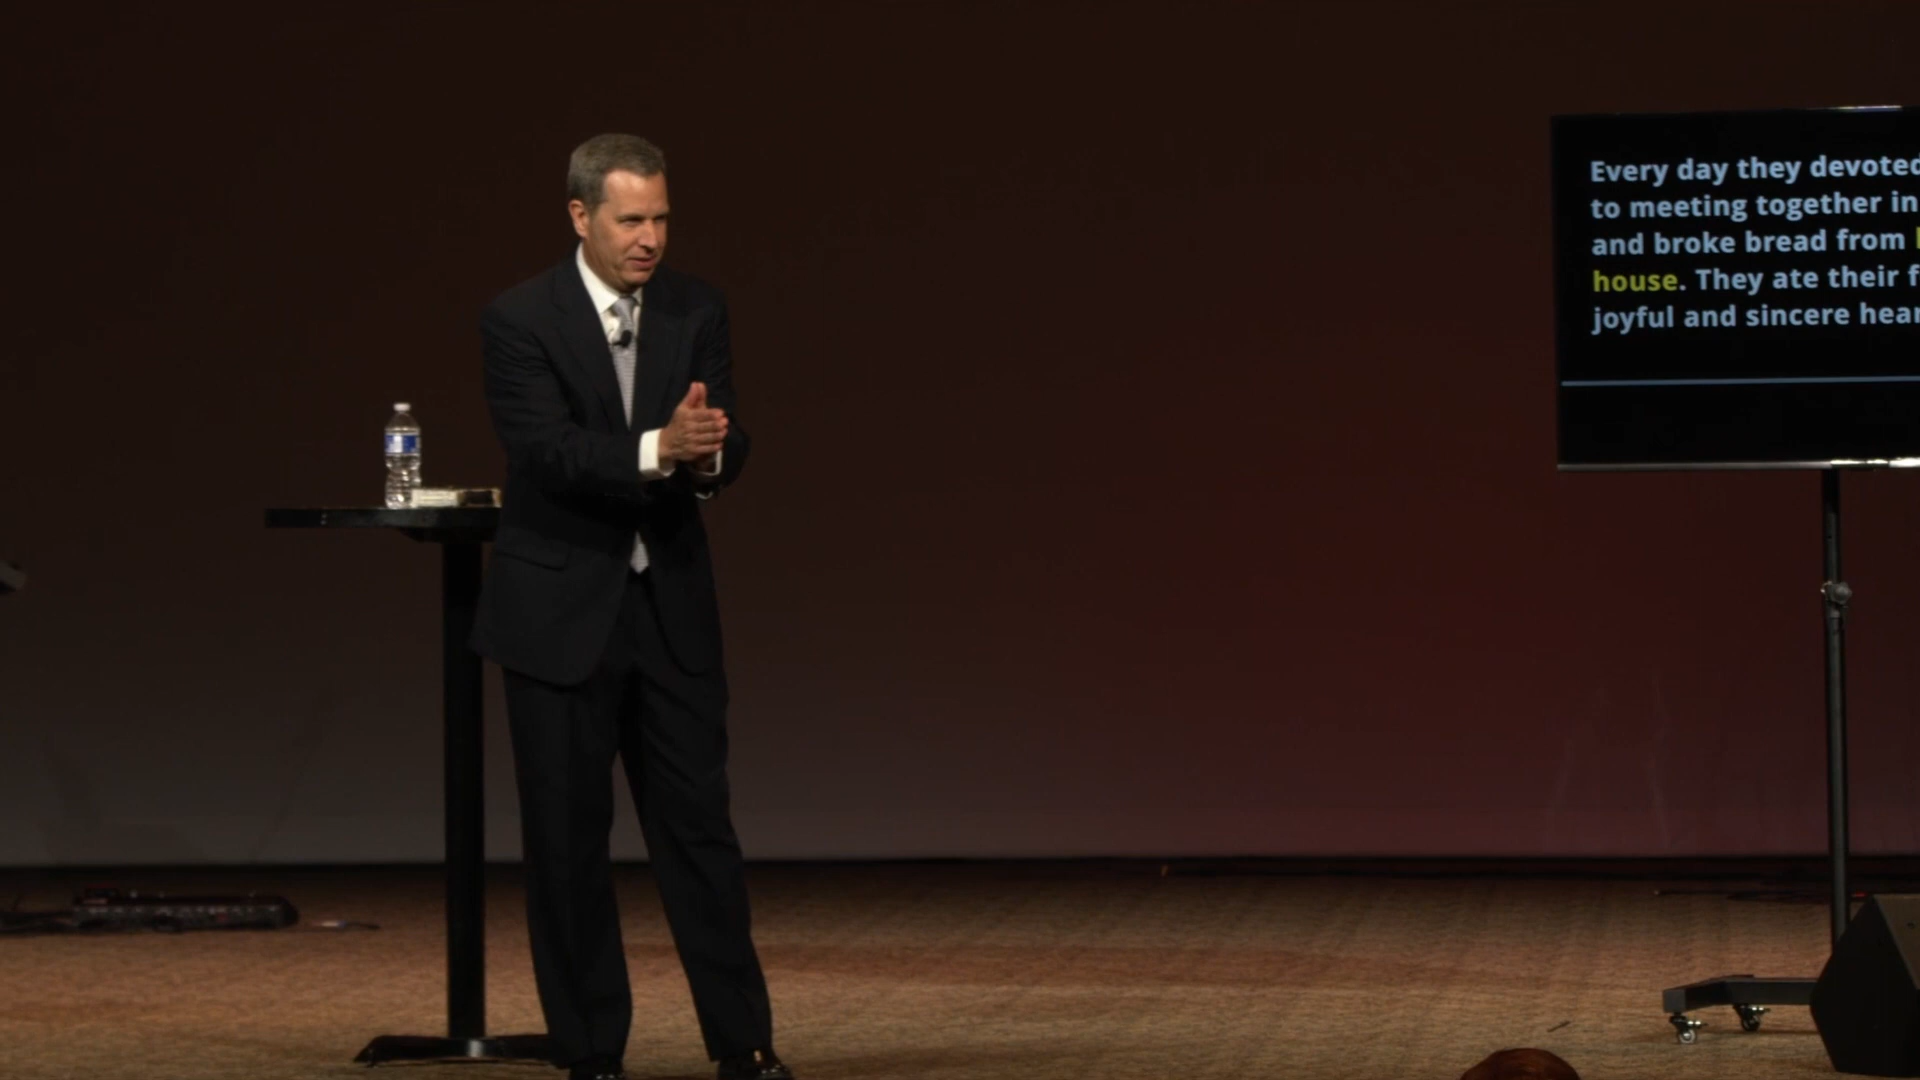 Every day they devoted
to meeting together in
and broke bread from
house. They ate their
joyful and sincere